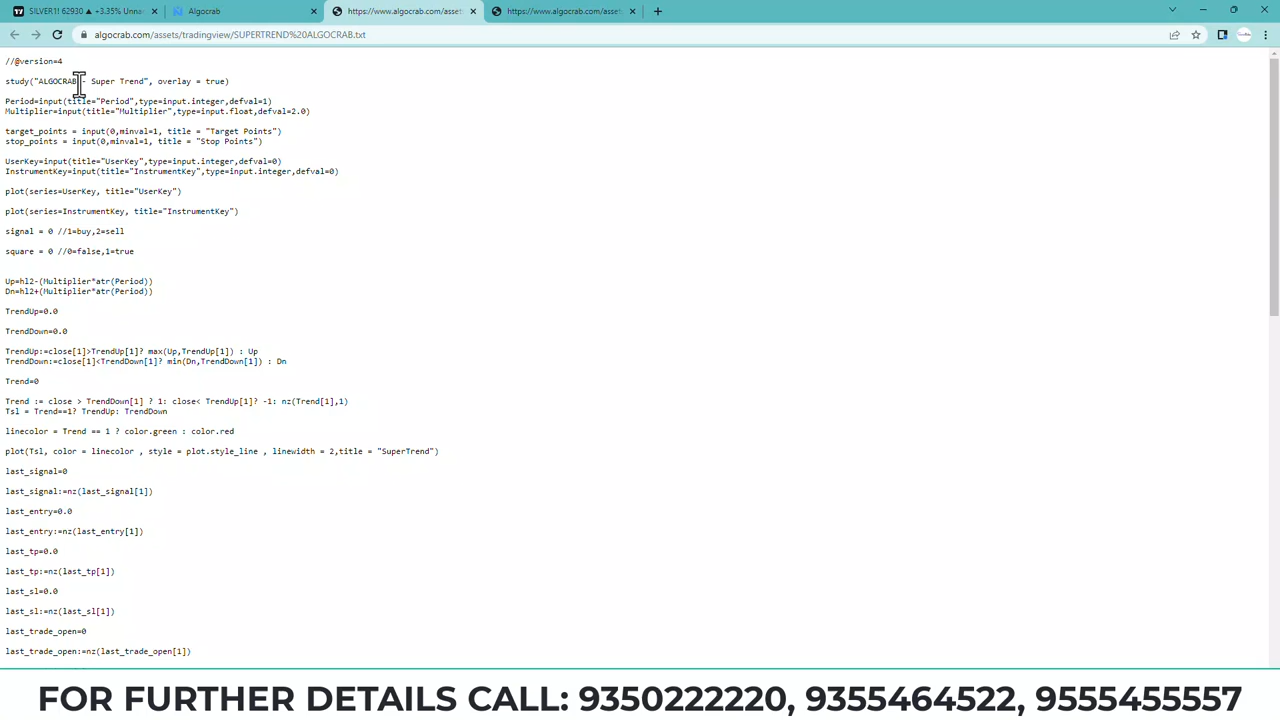 SILVER1! 62930 ▲ +3.35% Unna
Algocrab
https://www.algocrab.com/asset
https://www.algocrab.com/asset
algocrab.com/assets/tradingview/SUPERTREND%20ALGOCRAB.txt
//@version=4
study("ALGOCRAB - Super Trend", overlay = true)
Period=input(title="Period",type=input.integer,defval=1)
Multiplier=input(title="Multiplier",type=input.float,defval=2.0)
target_points = input(0,minval=1, title = "Target Points")
stop_points = input(0,minval=1, title = "Stop Points")
UserKey=input(title="UserKey",type=input.integer,defval=0)
InstrumentKey=input(title="InstrumentKey",type=input.integer,defval=0)
plot(series=UserKey, title="UserKey")
plot(series=InstrumentKey, title="InstrumentKey")
signal = 0 //1=buy,2=sell
square = 0 //0=false,1=true
Up=hl2-(Multiplier*atr(Period))
Dn=hl2+(Multiplier*atr(Period))
TrendUp=0.0
TrendDown=0.0
TrendUp:=close[1]>TrendUp[1]? max(Up,TrendUp[1]) : Up
TrendDown:=close[1]<TrendDown[1]? min(Dn,TrendDown[1]) : Dn
Trend=0
Trend := close > TrendDown[1] ? 1: close< TrendUp[1]? -1: nz(Trend[1],1)
Tsl = Trend==1? TrendUp: TrendDown
linecolor = Trend == 1 ? color.green : color.red
plot(Tsl, color = linecolor , style = plot.style_line , linewidth = 2,title = "SuperTrend")
last_signal=0
last_signal:=nz(last_signal[1])
last_entry=0.0
last_entry:=nz(last_entry[1])
last_tp=0.0
last_tp:=nz(last_tp[1])
last_sl=0.0
last_sl:=nz(last_sl[1])
last_trade_open=0
last_trade_open:=nz(last_trade_open[1])
FOR FURTHER DETAILS CALL: 9350222220, 9355464522, 9555455557